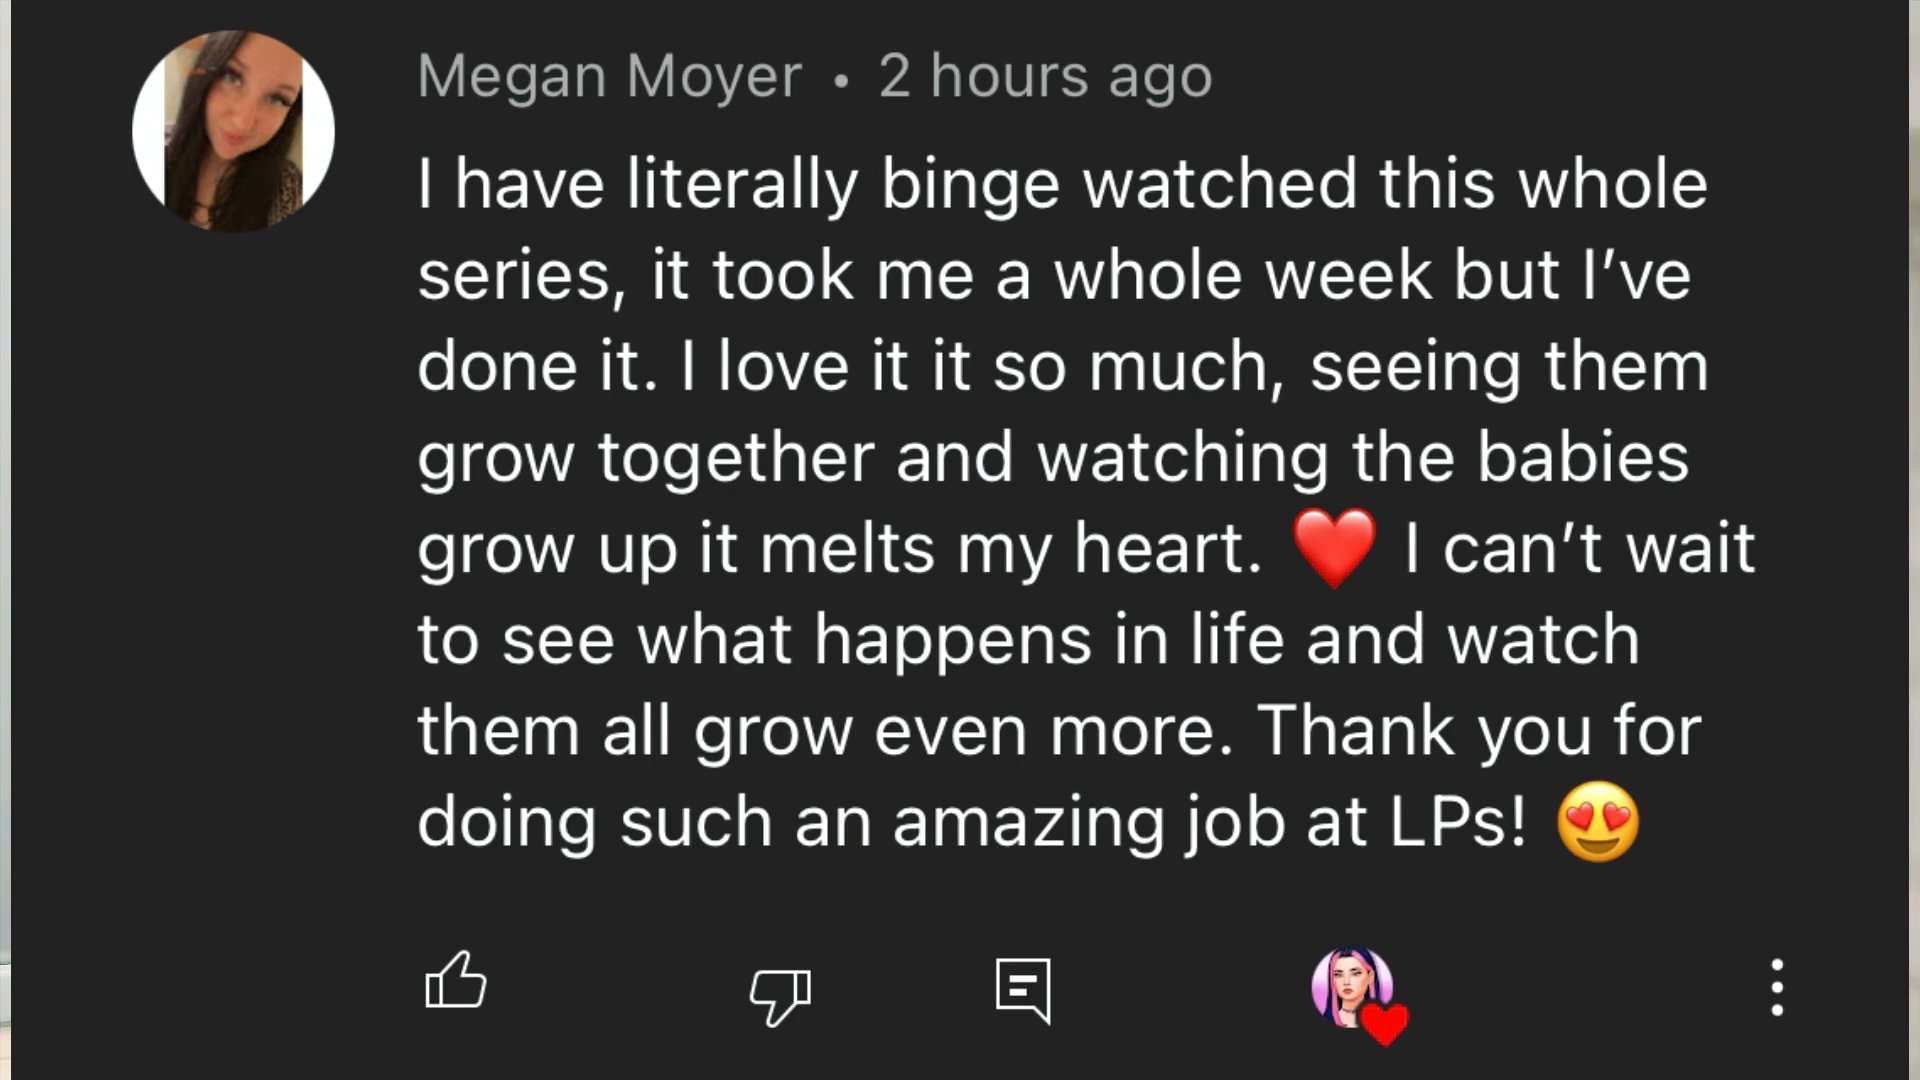 Megan Moyer • 2 hours ago
I have literally binge watched this whole
series, it took me a whole week but I’ve
done it. I love it it so much, seeing them
grow together and watching the babies
grow up it melts my heart. ❤️ I can’t wait
to see what happens in life and watch
them all grow even more. Thank you for
doing such an amazing job at LPs! 😍